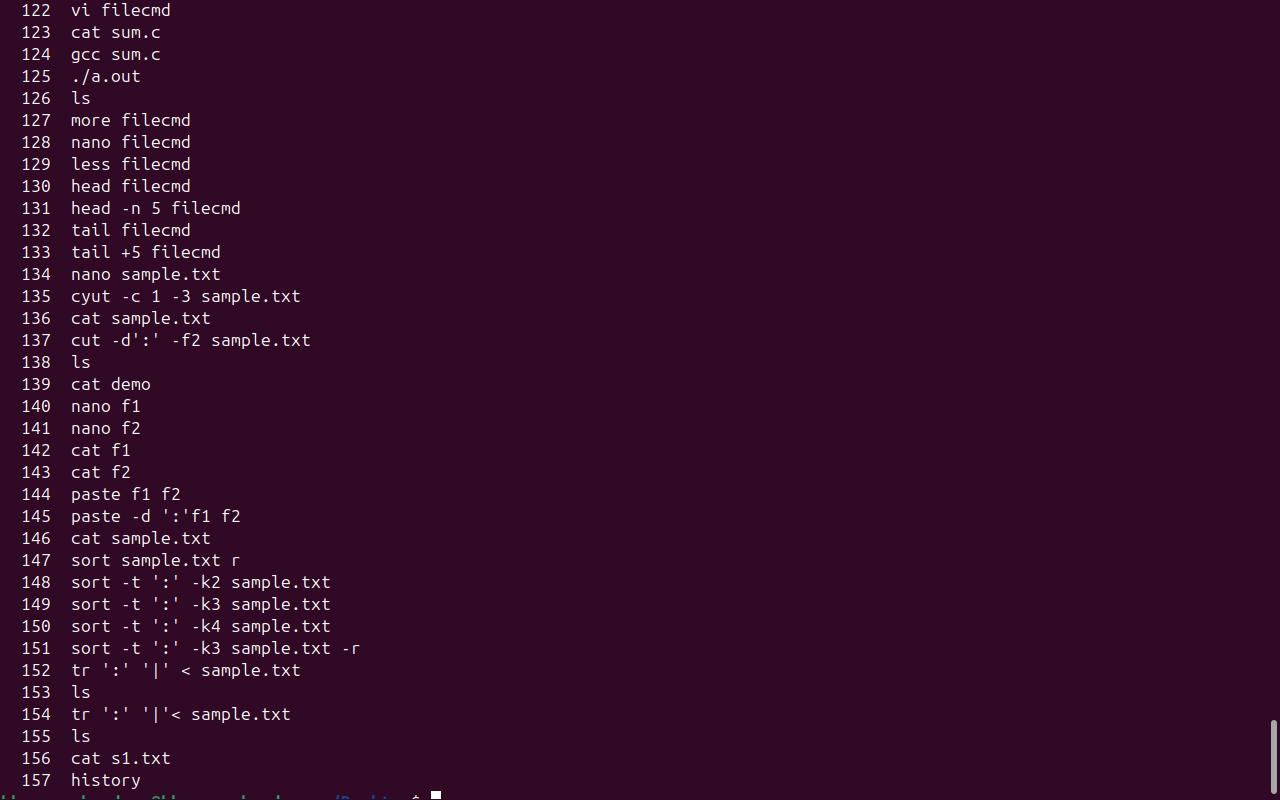 122 vi filecmd
123 cat sum.c
124 gcc sum.c
125 ./a.out
126 ls
127 more filecmd
128 nano filecmd
129 less filecmd
130 head filecmd
131 head -n 5 filecmd
132 tail filecmd
133 tail +5 filecmd
134 nano sample.txt
135 cyut -c 1 -3 sample.txt
136 cat sample.txt
137 cut -d':' -f2 sample.txt
138 ls
139 cat demo
140 nano f1
141 nano f2
142 cat f1
143 cat f2
144 paste f1 f2
145 paste -d ':'f1 f2
146 cat sample.txt
147 sort sample.txt r
148 sort -t ':' -k2 sample.txt
149 sort -t ':' -k3 sample.txt
150 sort -t ':' -k4 sample.txt
151 sort -t ':' -k3 sample.txt -r
152 tr ':' '|' < sample.txt
153 ls
154 tr ':' '|'< sample.txt
155 ls
156 cat s1.txt
157 history